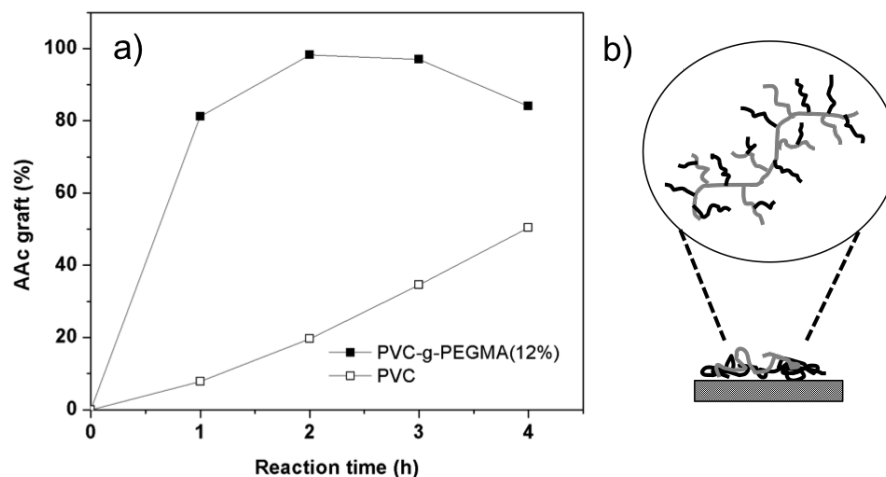 a)
b)
AAc graft (%)
100
80
60
40
20
0
PVC-g-PEGMA(12%)
PVC
0 1 2 3 4
Reaction time (h)